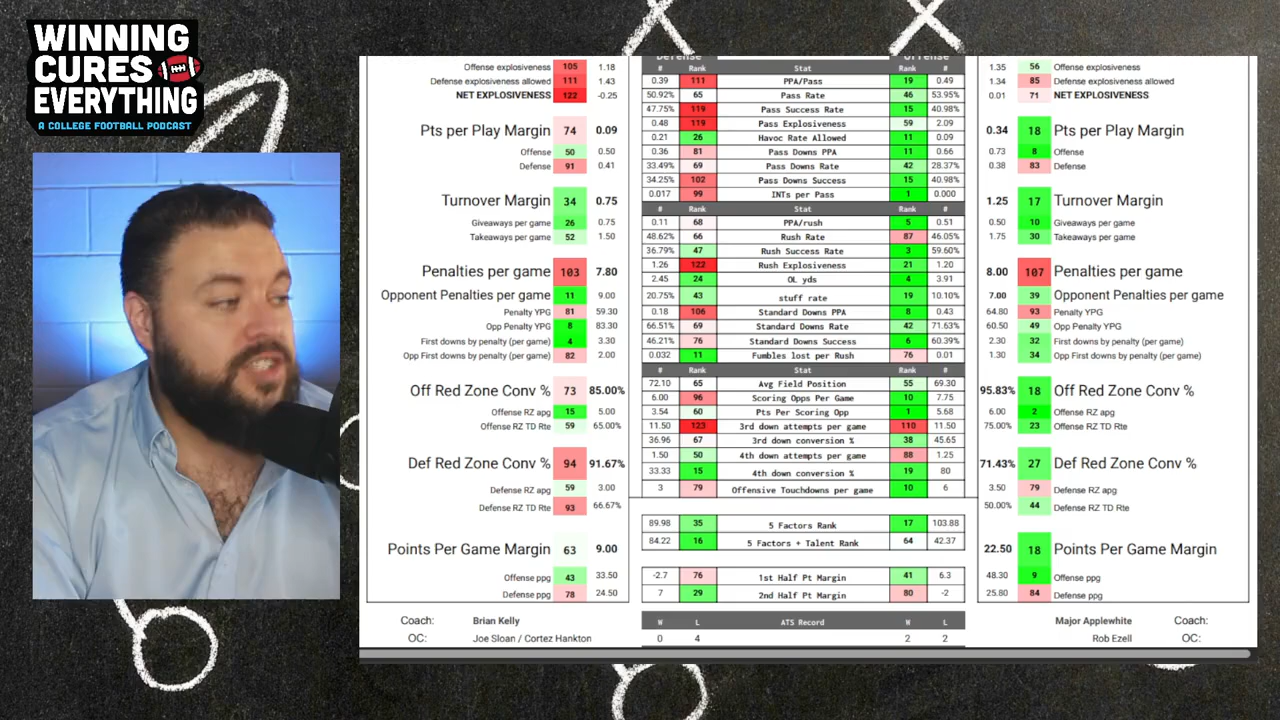 WINNING
CURES
EVERYTHING
A COLLEGE FOOTBALL PODCAST
Offense explosiveness 105 1.18
Defense explosiveness allowed 111 1.43
NET EXPLOSIVENESS 122 -0.25
Pts per Play Margin 74 0.09
Offense 50 0.50
Defense 91 0.41
Turnover Margin 34 0.75
Giveaways per game 26 0.75
Takeaways per game 52 1.50
Penalties per game 103 7.80
Opponent Penalties per game 11 9.00
Penalty YPG 81 59.30
Opp Penalty YPG 8 83.30
First downs by penalty (per game) 4 3.30
Opp First downs by penalty (per game) 82 2.00
Off Red Zone Conv % 73 85.00%
Offense RZ apg 15 5.00
Offense RZ TD Rte 59 65.00%
Def Red Zone Conv % 94 91.67%
Defense RZ apg 59 3.00
Defense RZ TD Rte 93 66.67%
Points Per Game Margin 63 9.00
Offense ppg 43 33.50
Defense ppg 78 24.50
Coach: Brian Kelly
OC: Joe Sloan / Cortez Hankton
Defense Offense
# Rank Stat Rank #
0.39 111 PPA/Pass 19 0.49
50.92% 65 Pass Rate 46 53.95%
47.75% 119 Pass Success Rate 15 40.98%
0.48 119 Pass Explosiveness 59 2.09
0.21 26 Havoc Rate Allowed 11 0.09
0.36 81 Pass Downs PPA 11 0.66
33.49% 69 Pass Downs Rate 42 28.37%
34.25% 102 Pass Downs Success 15 40.98%
0.017 99 INTs per Pass 1 0.000
# Rank Stat Rank #
0.11 68 PPA/rush 5 0.51
48.62% 66 Rush Rate 87 46.05%
36.79% 47 Rush Success Rate 3 59.60%
1.26 122 Rush Explosiveness 21 1.20
2.45 24 OL yds 4 3.91
20.75% 43 stuff rate 19 10.10%
0.18 106 Standard Downs PPA 8 0.43
66.51% 69 Standard Downs Rate 42 71.63%
46.21% 76 Standard Downs Success 6 60.39%
0.032 11 Fumbles lost per Rush 76 0.01
# Rank Stat Rank #
72.10 65 Avg Field Position 55 69.30
6.00 96 Scoring Opps Per Game 10 7.75
3.54 60 Pts Per Scoring Opp 1 5.68
11.50 123 3rd down attempts per game 110 11.50
36.96 67 3rd down conversion % 38 45.65
1.50 50 4th down attempts per game 88 1.25
33.33 15 4th down conversion % 19 80
3 79 Offensive Touchdowns per game 10 6
89.98 35 5 Factors Rank 17 103.88
84.22 16 5 Factors + Talent Rank 64 42.37
-2.7 76 1st Half Pt Margin 41 6.3
7 29 2nd Half Pt Margin 80 -2
W L ATS Record W L
0 4 2 2
1.35 56 Offense explosiveness
1.34 85 Defense explosiveness allowed
0.01 71 NET EXPLOSIVENESS
0.34 18 Pts per Play Margin
0.73 8 Offense
0.38 83 Defense
1.25 17 Turnover Margin
0.50 10 Giveaways per game
1.75 30 Takeaways per game
8.00 107 Penalties per game
7.00 39 Opponent Penalties per game
64.80 93 Penalty YPG
60.50 49 Opp Penalty YPG
2.30 32 First downs by penalty (per game)
1.30 34 Opp First downs by penalty (per game)
95.83% 18 Off Red Zone Conv %
6.00 2 Offense RZ apg
75.00% 23 Offense RZ TD Rte
71.43% 27 Def Red Zone Conv %
3.50 79 Defense RZ apg
50.00% 44 Defense RZ TD Rte
22.50 18 Points Per Game Margin
48.30 9 Offense ppg
25.80 84 Defense ppg
Major Applewhite Coach:
Rob Ezell OC: